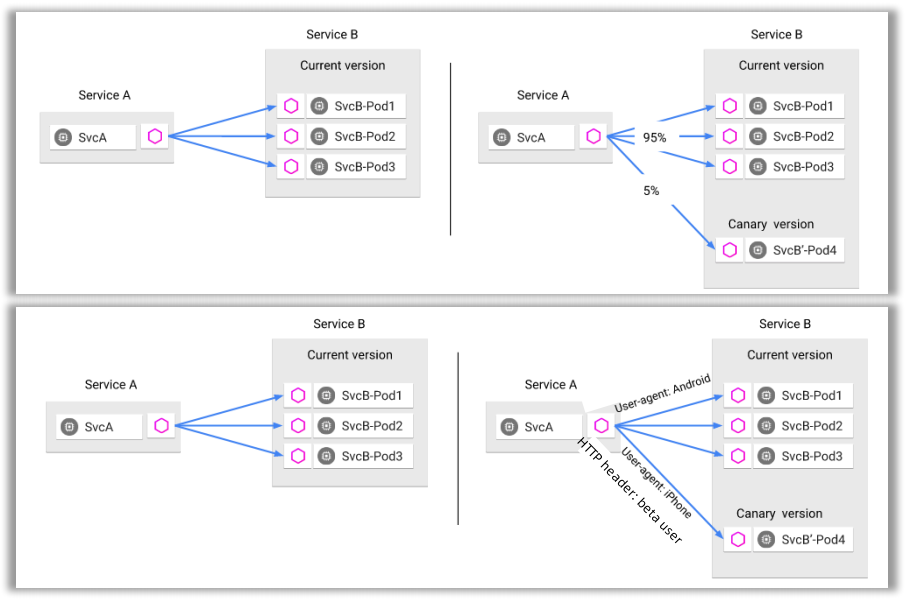 Service B
Current version
Service A
SvcA
SvcB-Pod1
SvcB-Pod2
SvcB-Pod3
Service B
Current version
Service A
SvcA
95%
5%
SvcB-Pod1
SvcB-Pod2
SvcB-Pod3
Canary version
SvcB'-Pod4
Service B
Current version
Service A
SvcA
SvcB-Pod1
SvcB-Pod2
SvcB-Pod3
Service B
Current version
Service A
SvcA
User-agent: Android
User-agent: iPhone
HTTP header: beta user
SvcB-Pod1
SvcB-Pod2
SvcB-Pod3
Canary version
SvcB'-Pod4